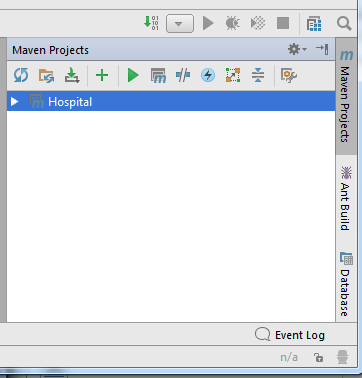 Maven Projects
Hospital
Maven Projects
Ant Build
Database
Event Log
n/a